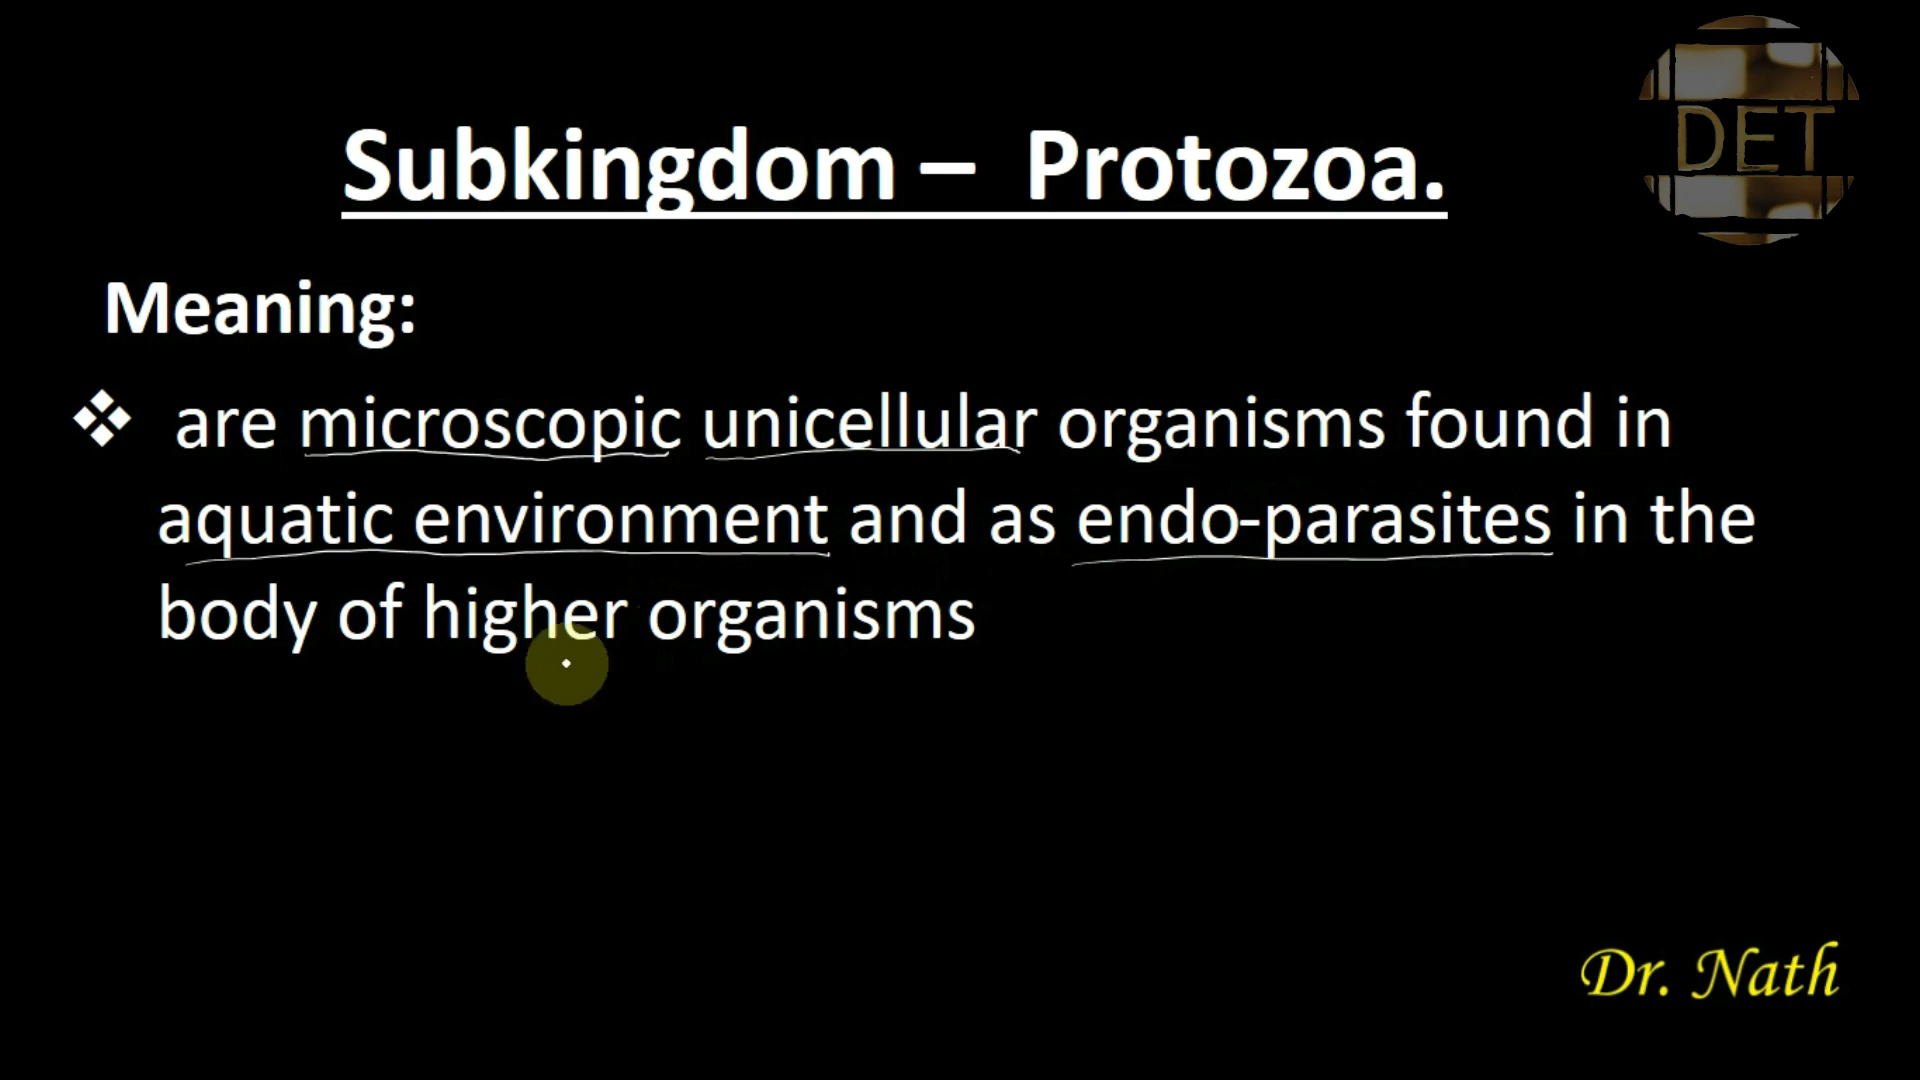 DET
Subkingdom – Protozoa.
Meaning:
❖ are microscopic unicellular organisms found in
aquatic environment and as endo-parasites in the
body of higher organisms
Dr. Nath